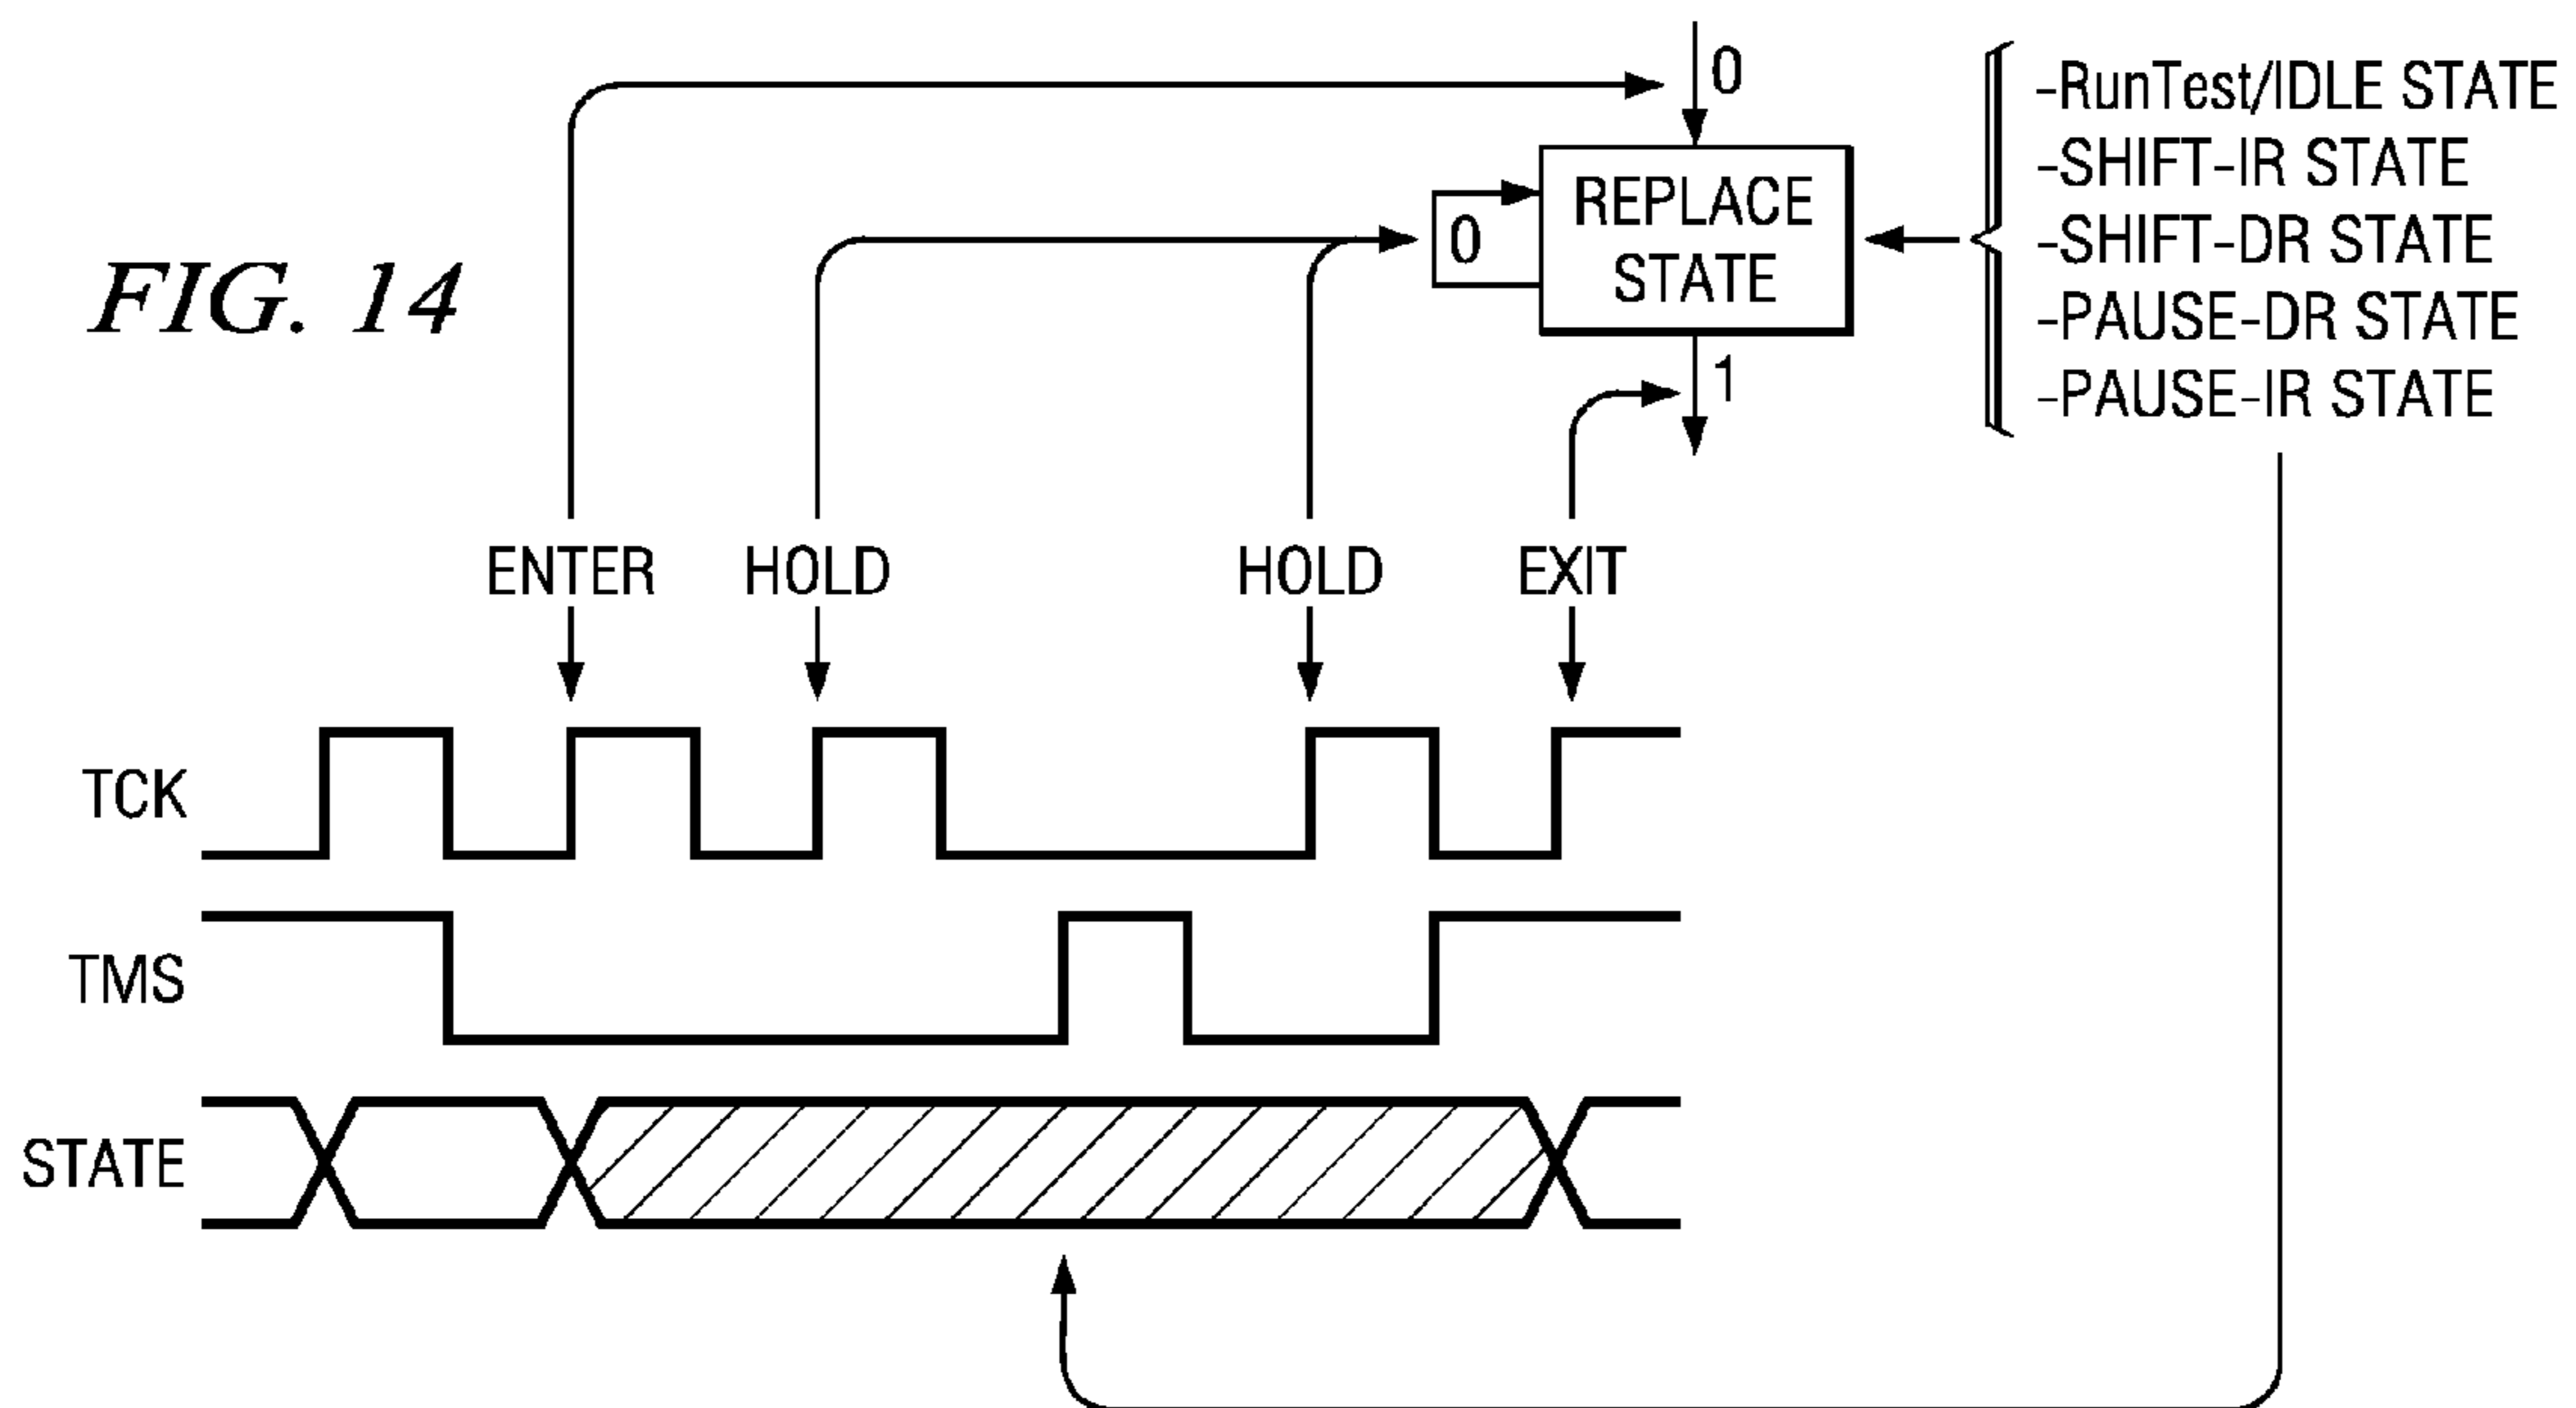 FIG. 14
0
REPLACE
STATE
0
1
-RunTest/IDLE STATE
-SHIFT-IR STATE
-SHIFT-DR STATE
-PAUSE-DR STATE
-PAUSE-IR STATE
ENTER
HOLD
HOLD
EXIT
TCK
TMS
STATE